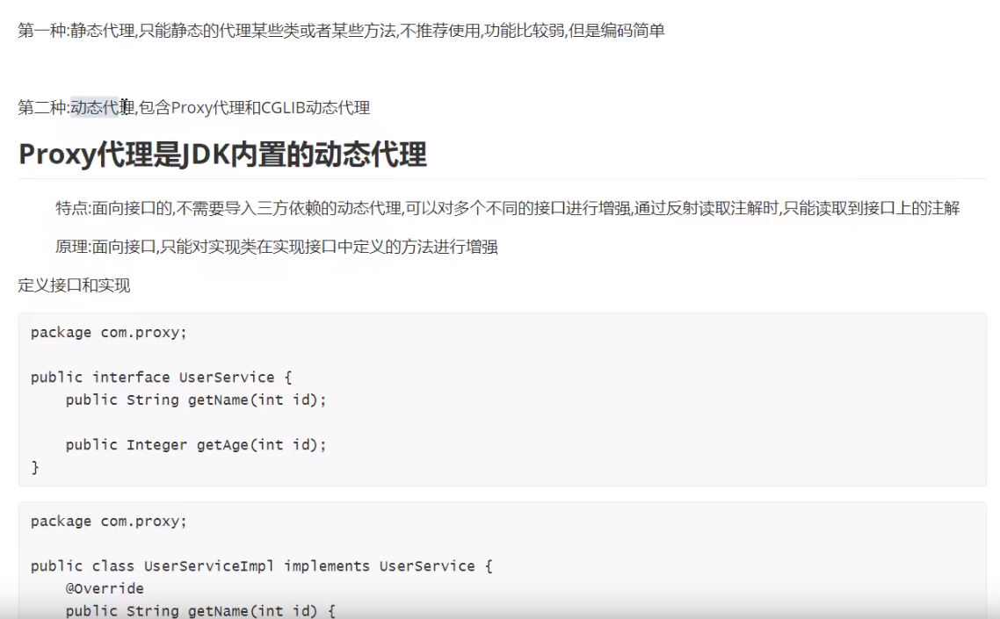 第一种:静态代理,只能静态的代理某些类或者某些方法,不推荐使用,功能比较弱,但是编码简单
第二种:动态代理,包含Proxy代理和CGLIB动态代理
Proxy代理是JDK内置的动态代理
特点:面向接口的,不需要导入三方依赖的动态代理,可以对多个不同的接口进行增强,通过反射读取注解时,只能读取到接口上的注解
原理:面向接口,只能对实现类在实现接口中定义的方法进行增强
定义接口和实现
package com.proxy;
public interface UserService {
    public String getName(int id);
    public Integer getAge(int id);
}
package com.proxy;
public class UserServiceImpl implements UserService {
    @Override
    public String getName(int id) {